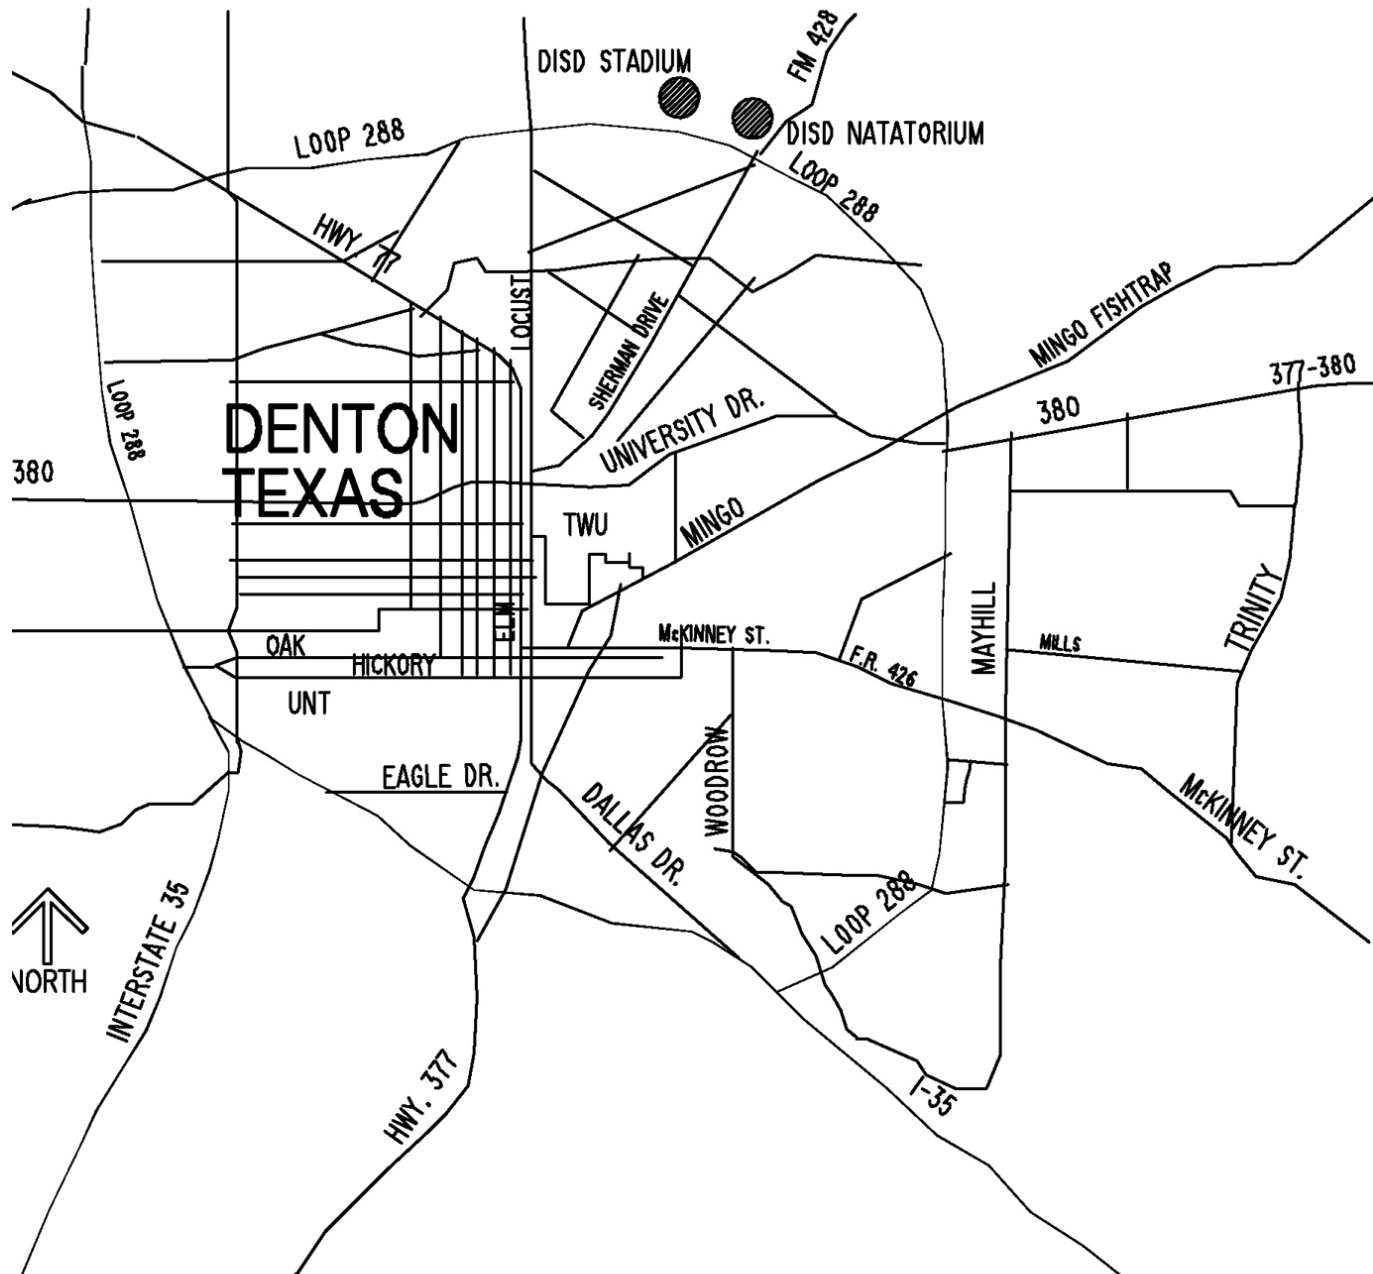 DISD STADIUM
FM 428
DISD NATATORIUM
LOOP 288
LOOP 288
HWY. 77
LOCUST
SHERMAN DRIVE
MINGO FISHTRAP
377-380
380
LOOP 288
DENTON
TEXAS
UNIVERSITY DR.
380
MINGO
TWU
ELM
MAYHILL
TRINITY
OAK
HICKORY
McKINNEY ST.
F.R. 426
MILLS
UNT
WOODROW
EAGLE DR.
DALLAS DR.
McKINNEY ST.
LOOP 288
INTERSTATE 35
NORTH
HWY. 377
I-35